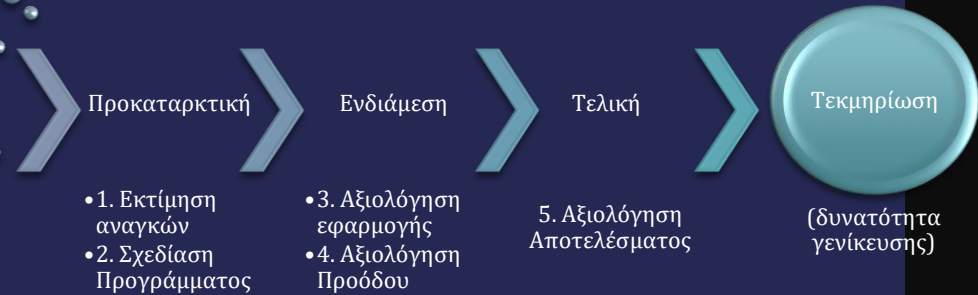 Προκαταρκτική
Ενδιάμεση
Τελική
Τεκμηρίωση
•1. Εκτίμηση
αναγκών
•2. Σχεδίαση
Προγράμματος
•3. Αξιολόγηση
εφαρμογής
•4. Αξιολόγηση
Προόδου
5. Αξιολόγηση
Αποτελέσματος
(δυνατότητα
γενίκευσης)